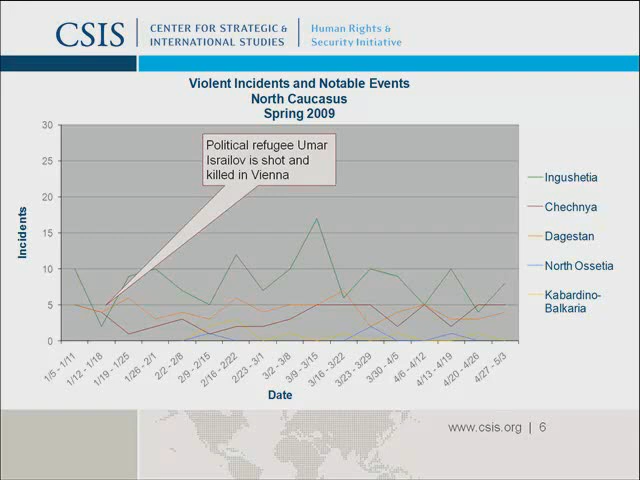 CSIS
CENTER FOR STRATEGIC &
INTERNATIONAL STUDIES
Human Rights &
Security Initiative
Violent Incidents and Notable Events
North Caucasus
Spring 2009
30
25
20
15
10
5
0
Incidents
Political refugee Umar
Israilov is shot and
killed in Vienna
Ingushetia
Chechnya
Dagestan
North Ossetia
Kabardino-
Balkaria
1/5 - 1/11
1/12 - 1/18
1/19 - 1/25
1/26 - 2/1
2/2 - 2/8
2/9 - 2/15
2/16 - 2/22
2/23 - 3/1
3/2 - 3/8
3/9 - 3/15
3/16 - 3/22
3/23 - 3/29
3/30 - 4/5
4/6 - 4/12
4/13 - 4/19
4/20 - 4/26
4/27 - 5/3
Date
www.csis.org | 6